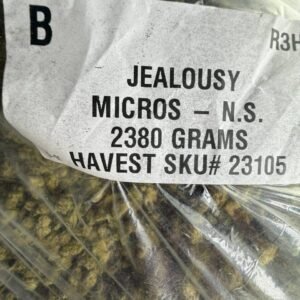 B
R3H
JEALOUSY
MICROS – N.S.
2380 GRAMS
HAVEST SKU# 23105